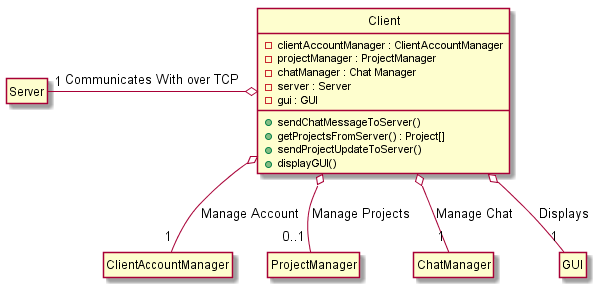 Client
clientAccountManager : ClientAccountManager
projectManager : ProjectManager
chatManager : Chat Manager
server : Server
gui : GUI
sendChatMessageToServer()
getProjectsFromServer() : Project[]
sendProjectUpdateToServer()
displayGUI()
Server
1 Communicates With over TCP
Manage Account
Manage Projects
Manage Chat
Displays
1
0..1
1
1
ClientAccountManager
ProjectManager
ChatManager
GUI